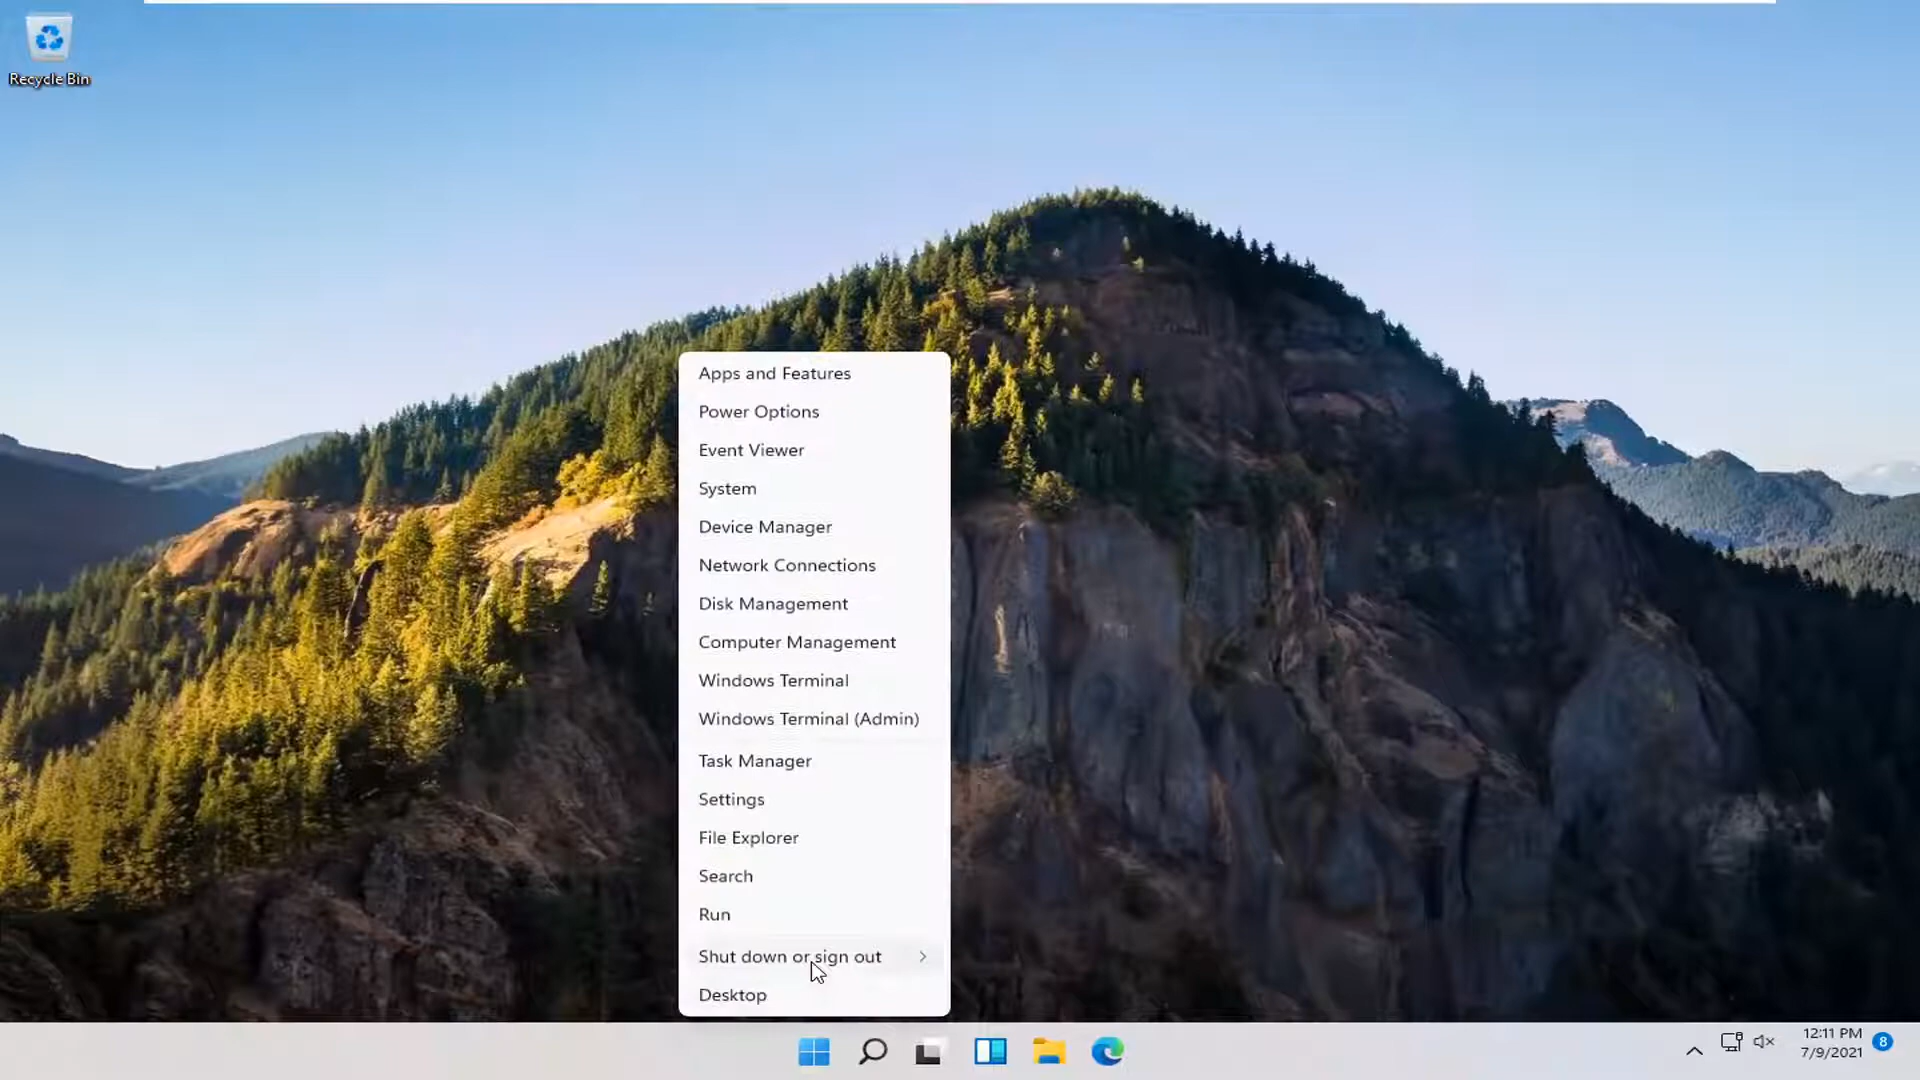 Recycle Bin
Apps and Features
Power Options
Event Viewer
System
Device Manager
Network Connections
Disk Management
Computer Management
Windows Terminal
Windows Terminal (Admin)
Task Manager
Settings
File Explorer
Search
Run
Shut down or sign out
Desktop
12:11 PM
7/9/2021
8